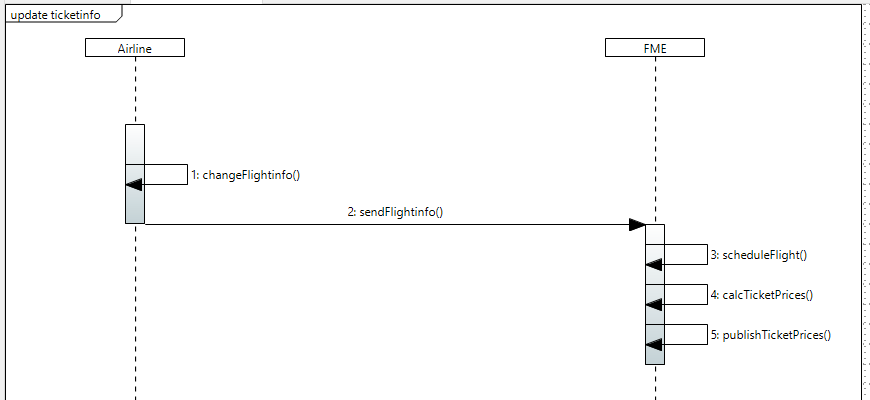 update ticketinfo
Airline
FME
1: changeFlightinfo()
2: sendFlightinfo()
3: scheduleFlight()
4: calcTicketPrices()
5: publishTicketPrices()